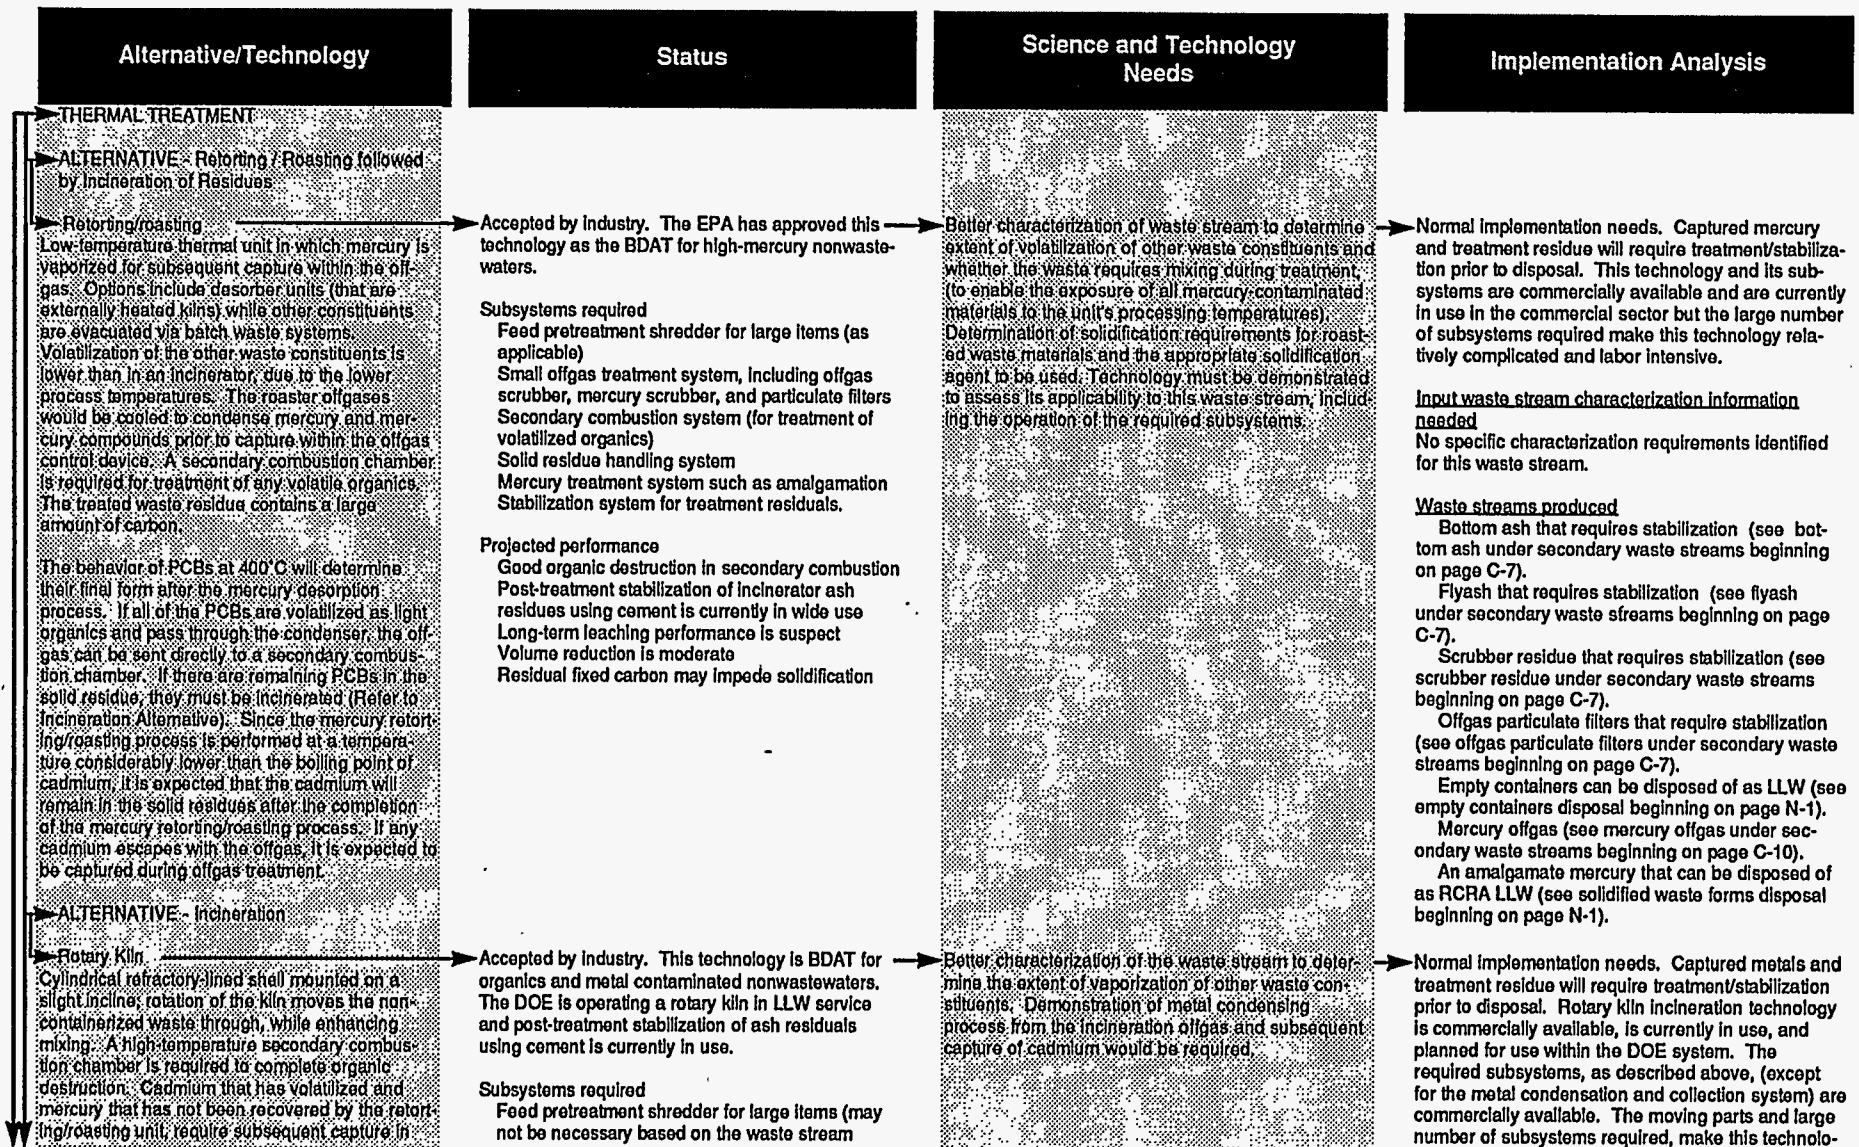 Alternative/Technology
Status
Science and Technology
Needs
Implementation Analysis
THERMAL TREATMENT
ALTERNATIVE - Retorting / Roasting followed
by Incineration of Residues
Retorting/roasting
Low-temperature thermal unit in which mercury is
vaporized for subsequent capture within the off-
gas. Options include desorber units (that are
externally heated kilns) while other constituents
are evacuated via batch waste systems.
Volatilization of the other waste constituents is
lower than in an incinerator, due to the lower
process temperatures. The roaster offgases
would be cooled to condense mercury and mer-
cury compounds prior to capture within the offgas
control device. A secondary combustion chamber
is required for treatment of any volatile organics.
The treated waste residue contains a large
amount of carbon.
The behavior of PCBs at 400°C will determine
their final form after the mercury desorption
process. If all of the PCBs are volatilized as light
organics and pass through the condenser, the off-
gas can be sent directly to a secondary combus-
tion chamber. If there are remaining PCBs in the
solid residue, they must be incinerated (Refer to
Incineration Alternative). Since the mercury retort-
ing/roasting process is performed at a tempera-
ture considerably lower than the boiling point of
cadmium, it is expected that the cadmium will
remain in the solid residues after the completion
of the mercury retorting/roasting process. If any
cadmium escapes with the offgas, it is expected to
be captured during offgas treatment.
ALTERNATIVE - Incineration
Rotary Kiln
Cylindrical refractory-lined shell mounted on a
slight incline; rotation of the kiln moves the non-
containerized waste through, while enhancing
mixing. A high-temperature secondary combus-
tion chamber is required to complete organic
destruction. Cadmium that has volatilized and
mercury that has not been recovered by the retort-
ing/roasting unit, require subsequent capture in
Accepted by industry. The EPA has approved this
technology as the BDAT for high-mercury nonwaste-
waters.
Subsystems required
Feed pretreatment shredder for large items (as
applicable)
Small offgas treatment system, including offgas
scrubber, mercury scrubber, and particulate filters
Secondary combustion system (for treatment of
volatilized organics)
Solid residue handling system
Mercury treatment system such as amalgamation
Stabilization system for treatment residuals.
Projected performance
Good organic destruction in secondary combustion
Post-treatment stabilization of incinerator ash
residues using cement is currently in wide use
Long-term leaching performance is suspect
Volume reduction is moderate
Residual fixed carbon may impede solidification
Accepted by industry. This technology is BDAT for
organics and metal contaminated nonwastewaters.
The DOE is operating a rotary kiln in LLW service
and post-treatment stabilization of ash residuals
using cement is currently in use.
Subsystems required
Feed pretreatment shredder for large items (may
not be necessary based on the waste stream
Better characterization of waste stream to determine
extent of volatilization of other waste constituents and
whether the waste requires mixing during treatment,
(to enable the exposure of all mercury-contaminated
materials to the unit's processing temperatures).
Determination of solidification requirements for roast-
ed waste materials and the appropriate solidification
agent to be used. Technology must be demonstrated
to assess its applicability to this waste stream, includ-
ing the operation of the required subsystems.
Better characterization of the waste stream to deter-
mine the extent of vaporization of other waste con-
stituents. Demonstration of metal condensing
process from the incineration offgas and subsequent
capture of cadmium would be required.
Normal implementation needs. Captured mercury
and treatment residue will require treatment/stabiliza-
tion prior to disposal. This technology and its sub-
systems are commercially available and are currently
in use in the commercial sector but the large number
of subsystems required make this technology rela-
tively complicated and labor intensive.
Input waste stream characterization information
needed
No specific characterization requirements identified
for this waste stream.
Waste streams produced
Bottom ash that requires stabilization (see bot-
tom ash under secondary waste streams beginning
on page C-7).
Flyash that requires stabilization (see flyash
under secondary waste streams beginning on page
C-7).
Scrubber residue that requires stabilization (see
scrubber residue under secondary waste streams
beginning on page C-7).
Offgas particulate filters that require stabilization
(see offgas particulate filters under secondary waste
streams beginning on page C-7).
Empty containers can be disposed of as LLW (see
empty containers disposal beginning on page N-1).
Mercury offgas (see mercury offgas under sec-
ondary waste streams beginning on page C-10).
An amalgamate mercury that can be disposed of
as RCRA LLW (see solidified waste forms disposal
beginning on page N-1).
Normal implementation needs. Captured metals and
treatment residue will require treatment/stabilization
prior to disposal. Rotary kiln incineration technology
is commercially available, is currently in use, and
planned for use within the DOE system. The
required subsystems, as described above, (except
for the metal condensation and collection system) are
commercially available. The moving parts and large
number of subsystems required, make this technolo-